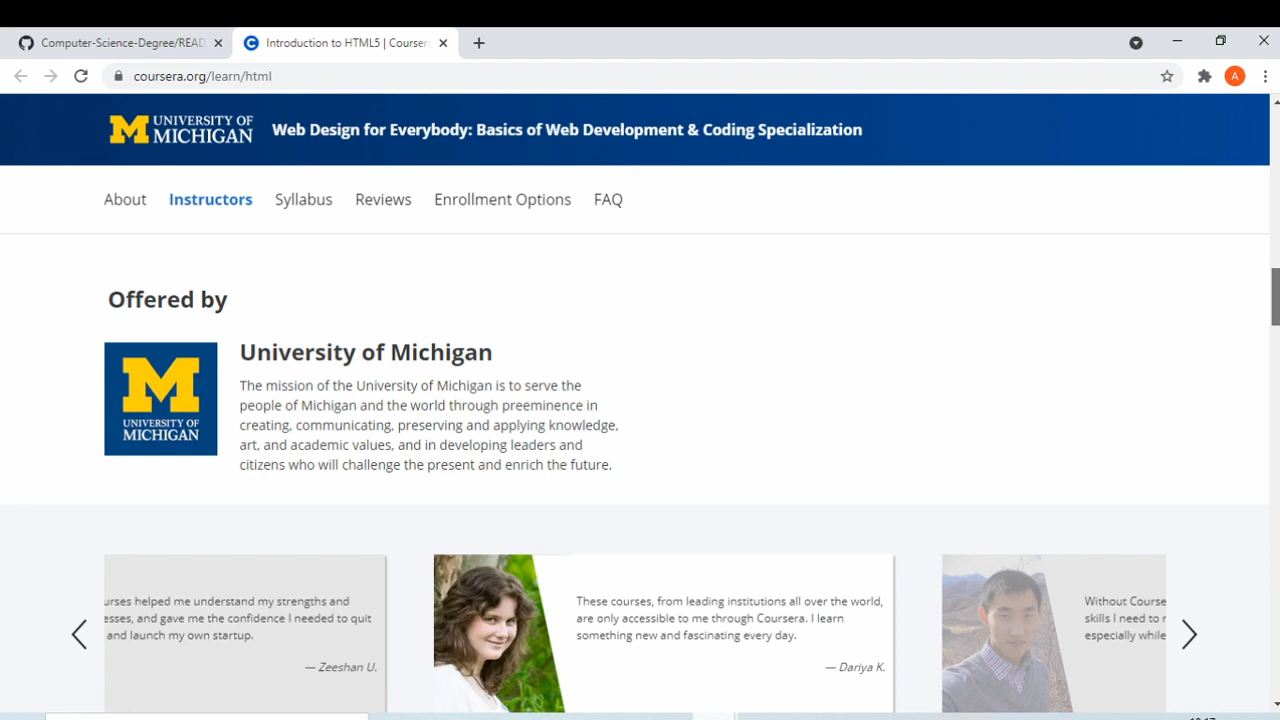 Computer-Science-Degree/READ
Introduction to HTML5 | Courser
coursera.org/learn/html
A
UNIVERSITY OF MICHIGAN
Web Design for Everybody: Basics of Web Development & Coding Specialization
About Instructors Syllabus Reviews Enrollment Options FAQ
Offered by
M
UNIVERSITY OF
MICHIGAN
University of Michigan
The mission of the University of Michigan is to serve the
people of Michigan and the world through preeminence in
creating, communicating, preserving and applying knowledge,
art, and academic values, and in developing leaders and
citizens who will challenge the present and enrich the future.
urses helped me understand my strengths and
esses, and gave me the confidence I needed to quit
and launch my own startup.
— Zeeshan U.
These courses, from leading institutions all over the world,
are only accessible to me through Coursera. I learn
something new and fascinating every day.
— Dariya K.
Without Course
skills I need to
especially while